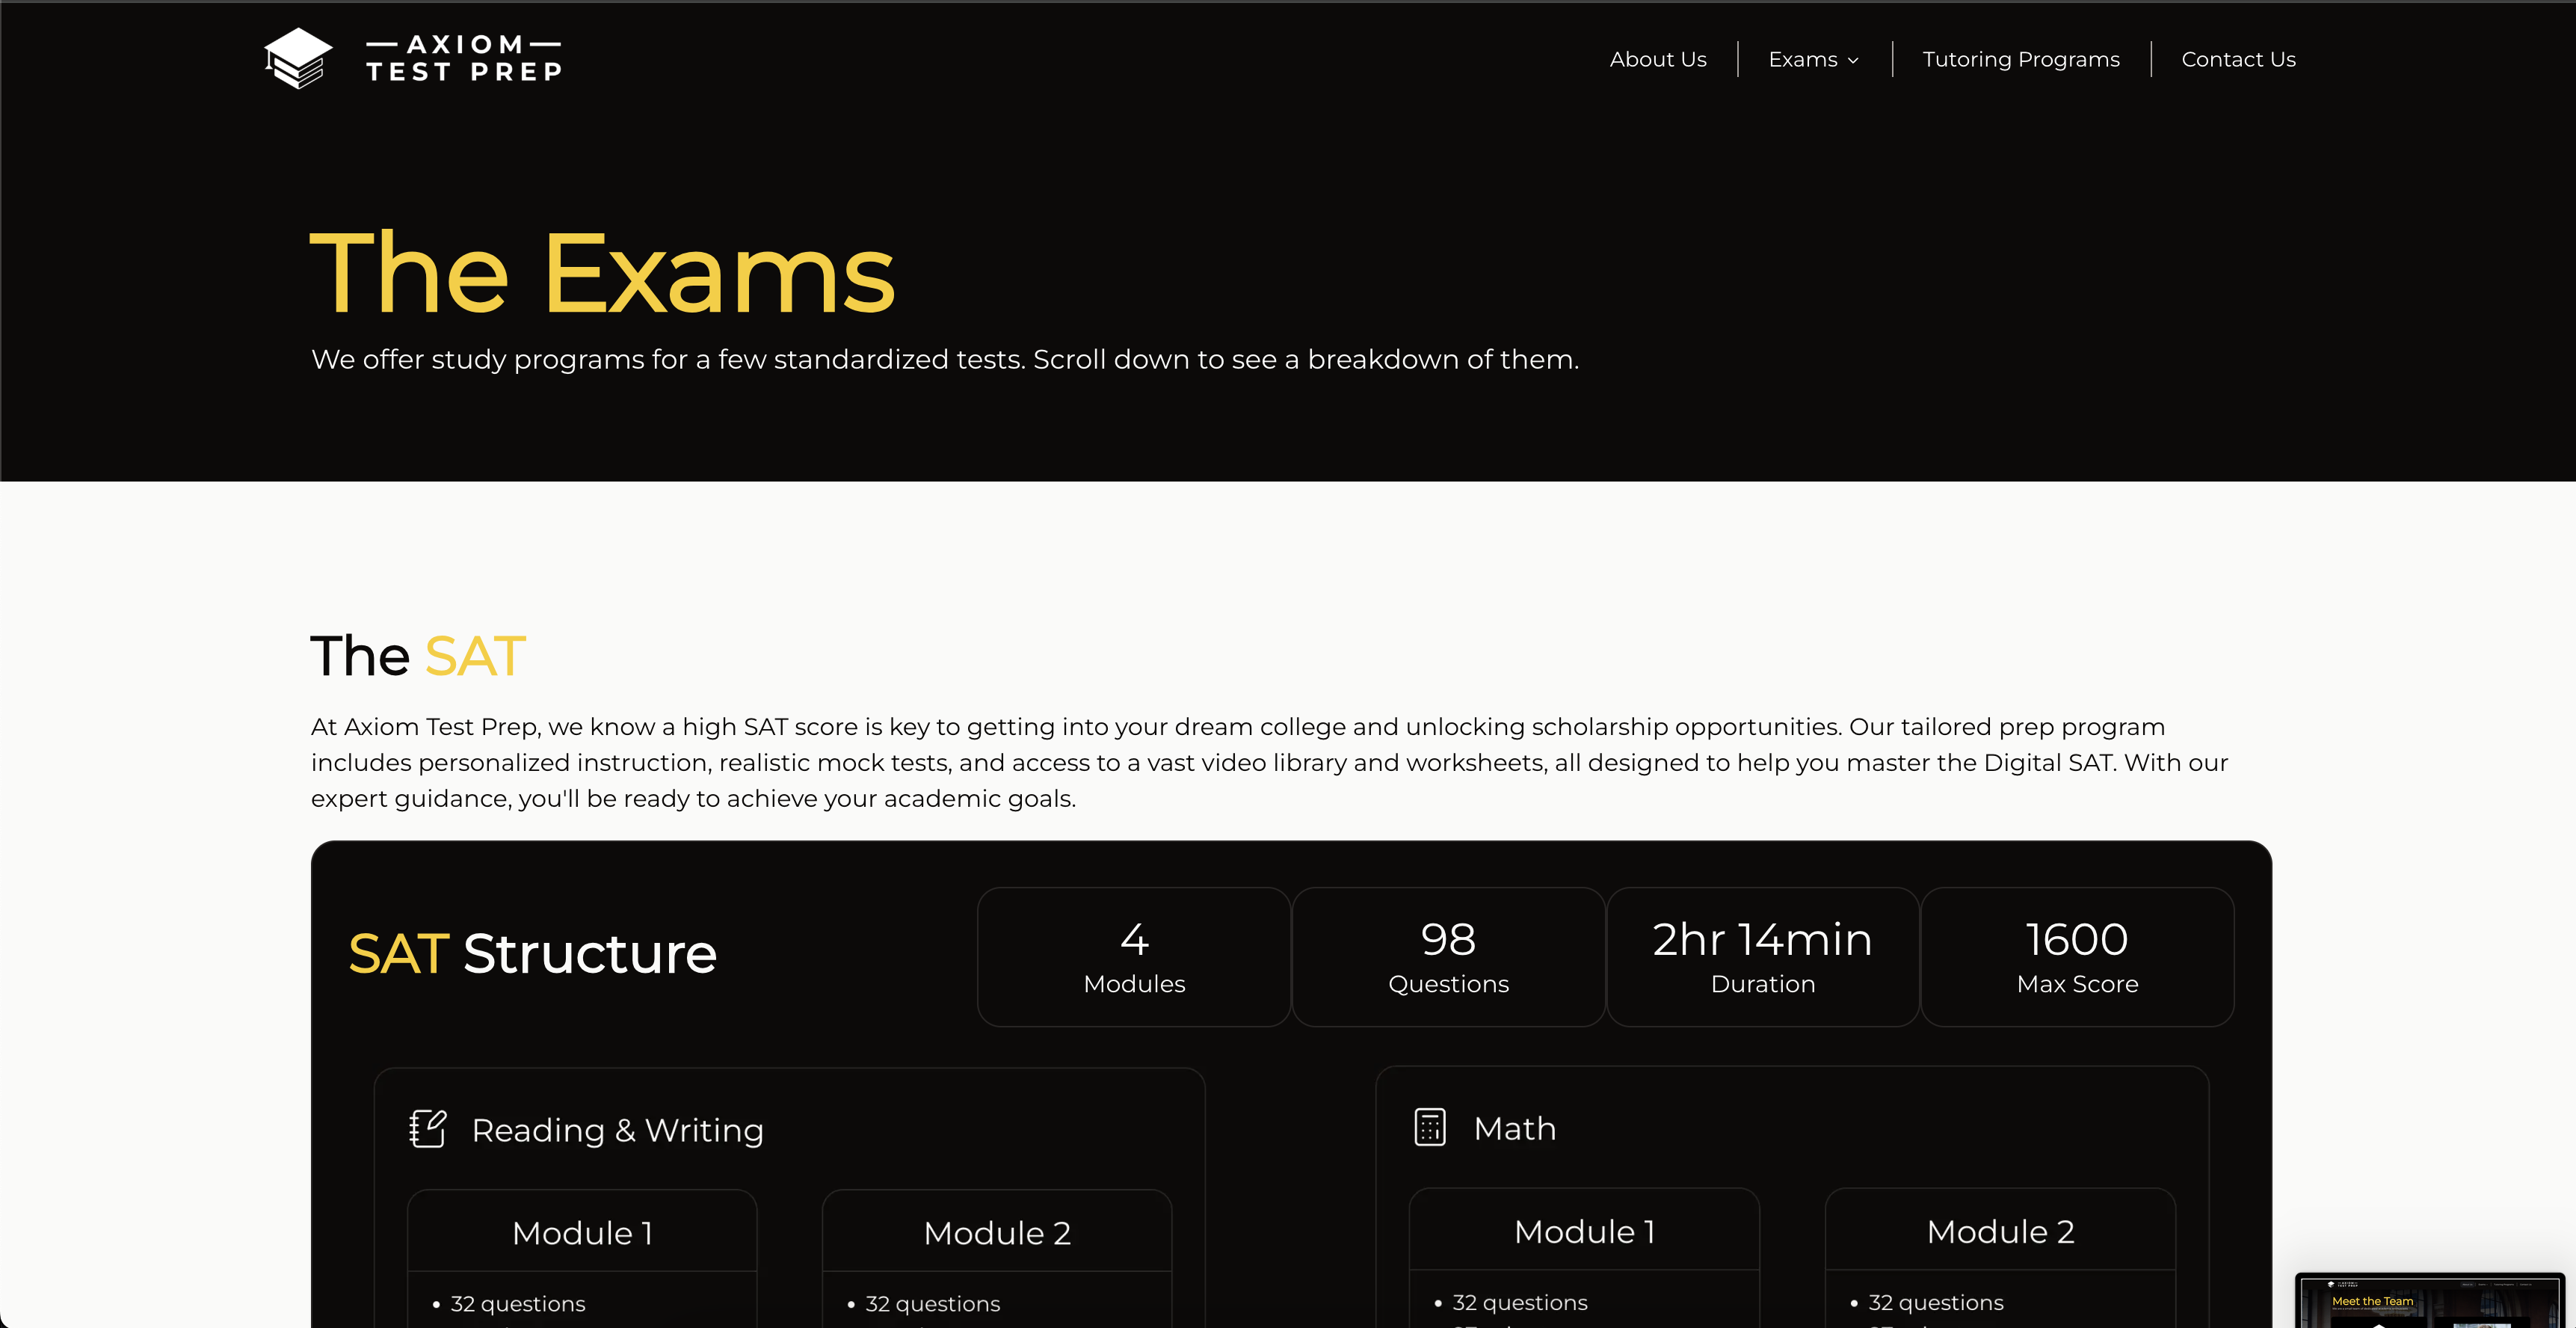 AXIOM
TEST PREP
About Us
Exams
Tutoring Programs
Contact Us
The Exams
We offer study programs for a few standardized tests. Scroll down to see a breakdown of them.
The SAT
At Axiom Test Prep, we know a high SAT score is key to getting into your dream college and unlocking scholarship opportunities. Our tailored prep program
includes personalized instruction, realistic mock tests, and access to a vast video library and worksheets, all designed to help you master the Digital SAT. With our
expert guidance, you'll be ready to achieve your academic goals.
SAT Structure
4
Modules
98
Questions
2hr 14min
Duration
1600
Max Score
Reading & Writing
Module 1
• 32 questions
Module 2
• 32 questions
Math
Module 1
• 32 questions
Module 2
• 32 questions
Meet the Team